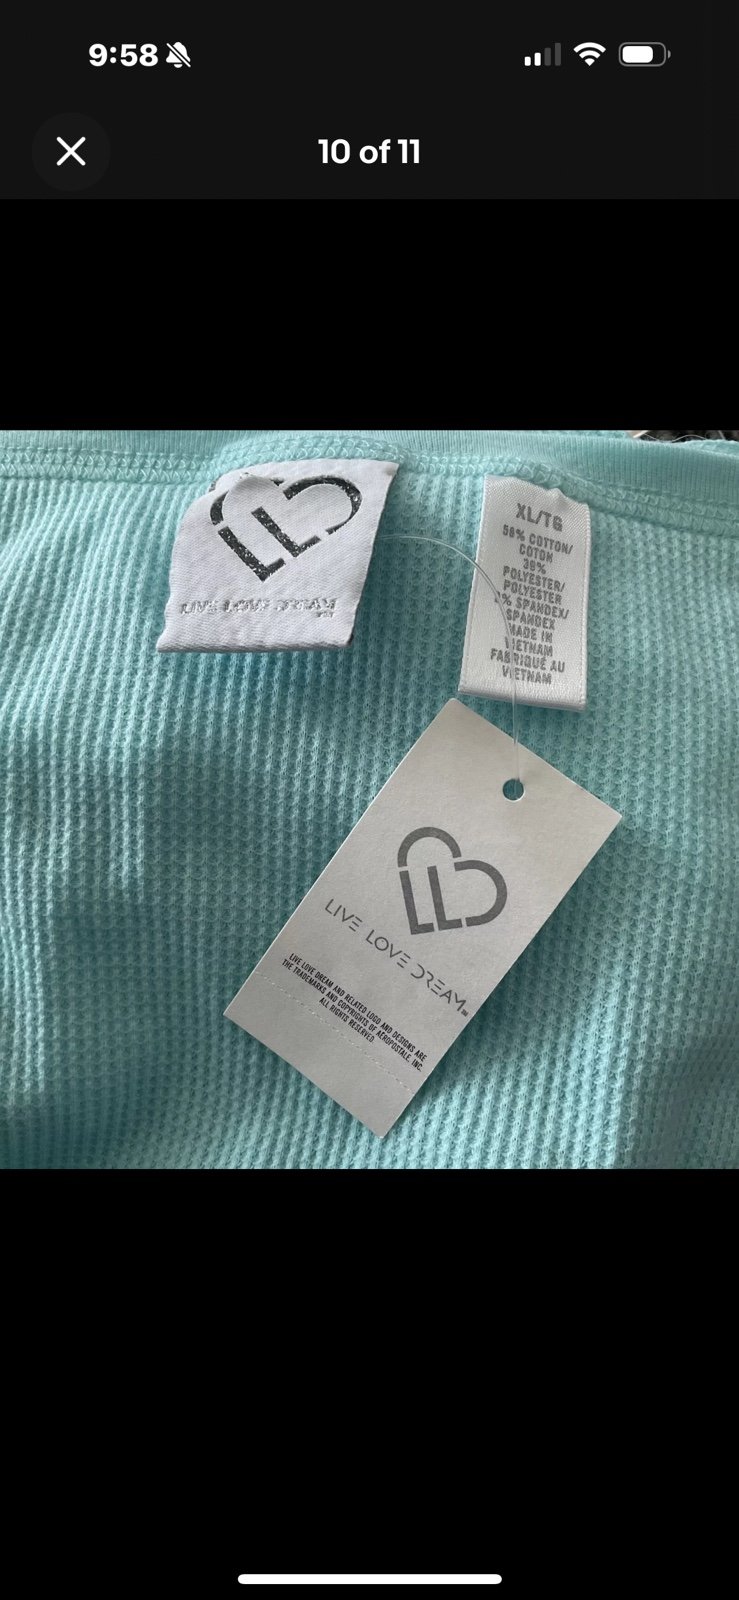 9:58
10 of 11
LIVE LOVE DREAM
XL/TG
58% COTTON/
COTON
38%
POLYESTER/
POLYESTER
% SPANDEX/
SPANDEX
MADE IN
VIETNAM
FABRIQUÉ AU
VIETNAM
LIVE LOVE DREAM
LIVE LOVE DREAM AND RELATED LOGO AND DESIGNS ARE
THE TRADEMARKS AND COPYRIGHTS OF AEROPOSTALE, INC.
ALL RIGHTS RESERVED.